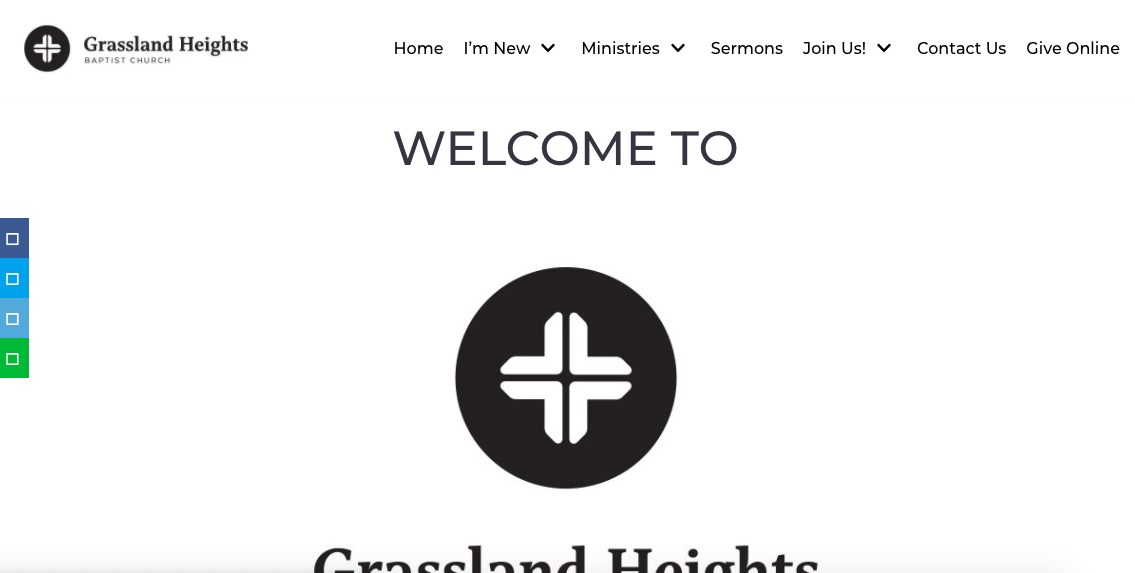 Grassland Heights
BAPTIST CHURCH
Home I'm New Ministries Sermons Join Us! Contact Us Give Online
WELCOME TO
Grassland Heights